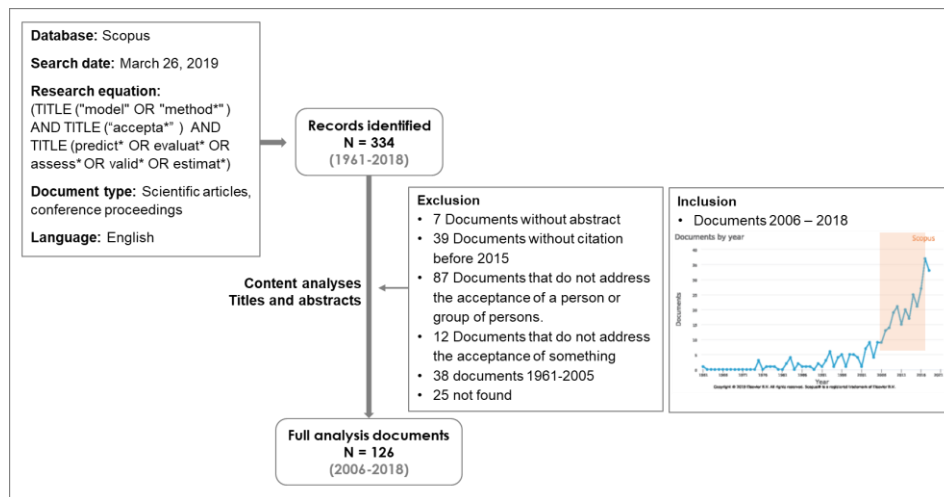 Database: Scopus
Search date: March 26, 2019
Research equation:
(TITLE ("model" OR "method*" )
AND TITLE ("accepta*" ) AND
TITLE (predict* OR evaluat* OR
assess* OR valid* OR estimat*)
Document type: Scientific articles,
conference proceedings
Language: English
Records identified
N = 334
(1961-2018)
Content analyses
Titles and abstracts
Exclusion
• 7 Documents without abstract
• 39 Documents without citation
before 2015
• 87 Documents that do not address
the acceptance of a person or
group of persons.
• 12 Documents that do not address
the acceptance of something
• 38 documents 1961-2005
• 25 not found
Inclusion
• Documents 2006 – 2018
Documents by year
Scopus
Documents
Year
Full analysis documents
N = 126
(2006-2018)